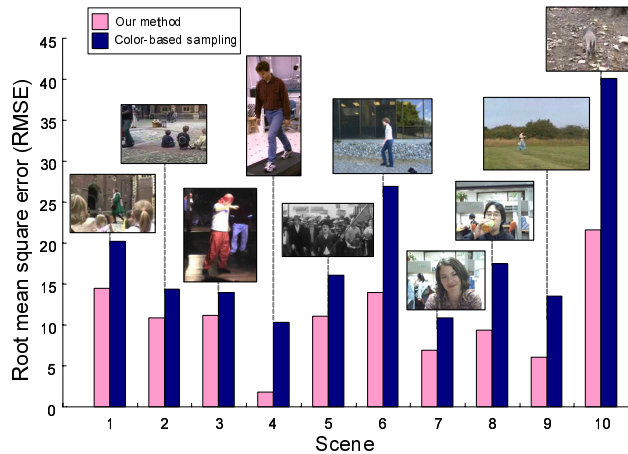 Our method
Color-based sampling
Root mean square error (RMSE)
45
40
35
30
25
20
15
10
5
0
1 2 3 4 5 6 7 8 9 10
Scene